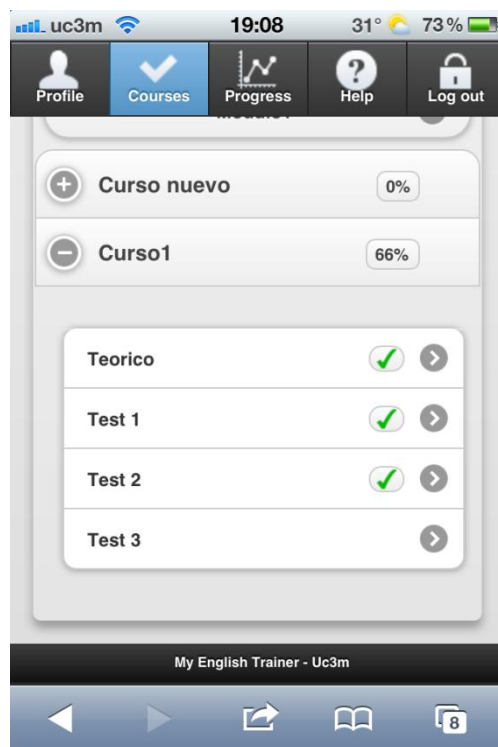 uc3m 19:08 31° 73%
Profile Courses Progress Help Log out
Curso nuevo 0%
Curso1 66%
Teorico
Test 1
Test 2
Test 3
My English Trainer - Uc3m
8